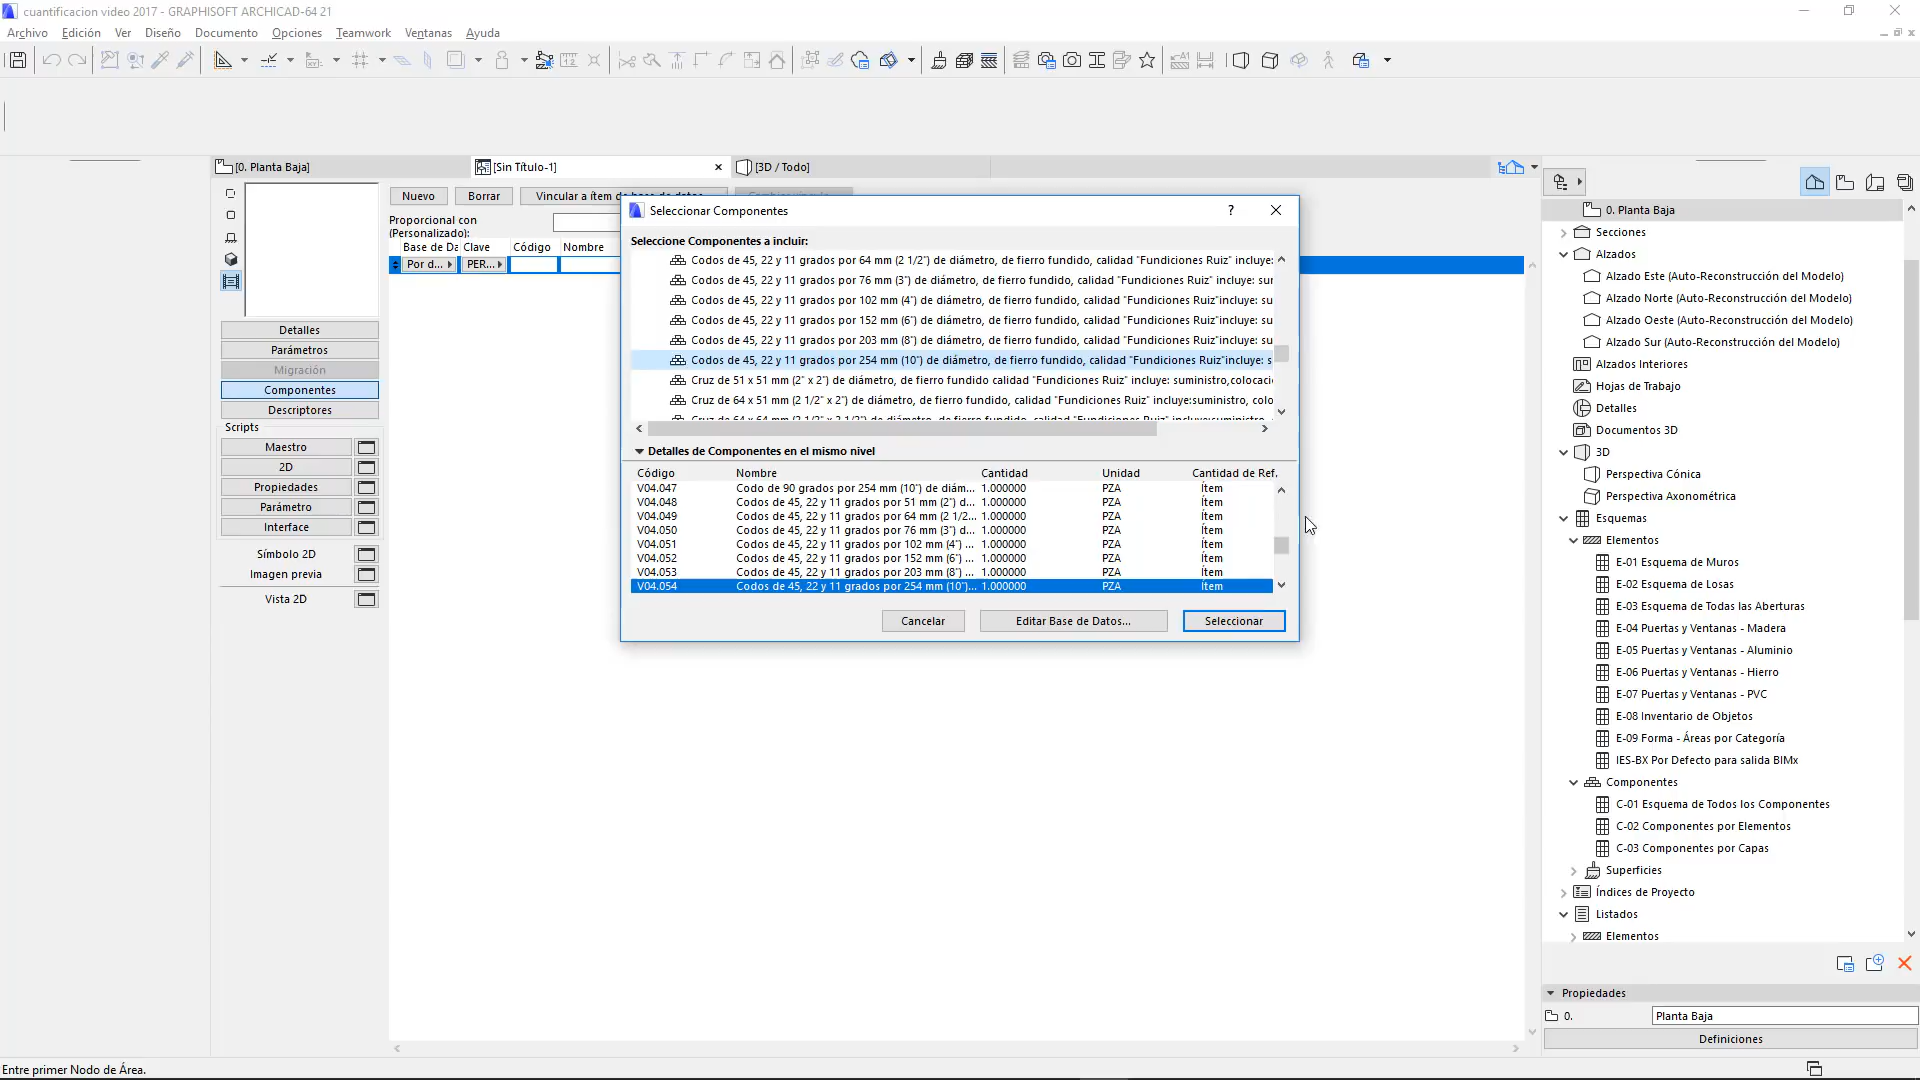 cuantificacion video 2017 - GRAPHISOFT ARCHICAD-64 21
Archivo Edición Ver Diseño Documento Opciones Teamwork Ventanas Ayuda
[0. Planta Baja] [Sin Título-1] [3D / Todo]
Nuevo Borrar Vincular a ítem de base de datos
Proporcional con
(Personalizado):
Base de Da Clave Código Nombre
Por d... PER...
Detalles
Parámetros
Migración
Componentes
Descriptores
Scripts
Maestro
2D
Propiedades
Parámetro
Interface
Símbolo 2D
Imagen previa
Vista 2D
Seleccionar Componentes
?
Seleccione Componentes a incluir:
Codos de 45, 22 y 11 grados por 64 mm (2 1/2") de diámetro, de fierro fundido, calidad "Fundiciones Ruiz" incluye:
Codos de 45, 22 y 11 grados por 76 mm (3") de diámetro, de fierro fundido, calidad "Fundiciones Ruiz" incluye: sur
Codos de 45, 22 y 11 grados por 102 mm (4") de diámetro, de fierro fundido, calidad "Fundiciones Ruiz"incluye: su
Codos de 45, 22 y 11 grados por 152 mm (6") de diámetro, de fierro fundido, calidad "Fundiciones Ruiz"incluye: su
Codos de 45, 22 y 11 grados por 203 mm (8") de diámetro, de fierro fundido, calidad "Fundiciones Ruiz"incluye: su
Codos de 45, 22 y 11 grados por 254 mm (10") de diámetro, de fierro fundido, calidad "Fundiciones Ruiz"incluye: s
Cruz de 51 x 51 mm (2" x 2") de diámetro, de fierro fundido calidad "Fundiciones Ruiz" incluye: suministro,colocaci
Cruz de 64 x 51 mm (2 1/2" x 2") de diámetro, de fierro fundido, calidad "Fundiciones Ruiz" incluye:suministro, colo
Cruz de 64 x 64 mm (2 1/2" x 2 1/2") de diámetro, de fierro fundido, calidad "Fundiciones Ruiz" incluye:suministro,
Detalles de Componentes en el mismo nivel
Código Nombre Cantidad Unidad Cantidad de Ref.
V04.047 Codo de 90 grados por 254 mm (10") de diám... 1.000000 PZA Ítem
V04.048 Codos de 45, 22 y 11 grados por 51 mm (2") d... 1.000000 PZA Ítem
V04.049 Codos de 45, 22 y 11 grados por 64 mm (2 1/2... 1.000000 PZA Ítem
V04.050 Codos de 45, 22 y 11 grados por 76 mm (3") d... 1.000000 PZA Ítem
V04.051 Codos de 45, 22 y 11 grados por 102 mm (4") ... 1.000000 PZA Ítem
V04.052 Codos de 45, 22 y 11 grados por 152 mm (6") ... 1.000000 PZA Ítem
V04.053 Codos de 45, 22 y 11 grados por 203 mm (8") ... 1.000000 PZA Ítem
V04.054 Codos de 45, 22 y 11 grados por 254 mm (10")... 1.000000 PZA Ítem
Cancelar Editar Base de Datos... Seleccionar
0. Planta Baja
Secciones
Alzados
Alzado Este (Auto-Reconstrucción del Modelo)
Alzado Norte (Auto-Reconstrucción del Modelo)
Alzado Oeste (Auto-Reconstrucción del Modelo)
Alzado Sur (Auto-Reconstrucción del Modelo)
Alzados Interiores
Hojas de Trabajo
Detalles
Documentos 3D
3D
Perspectiva Cónica
Perspectiva Axonométrica
Esquemas
Elementos
E-01 Esquema de Muros
E-02 Esquema de Losas
E-03 Esquema de Todas las Aberturas
E-04 Puertas y Ventanas - Madera
E-05 Puertas y Ventanas - Aluminio
E-06 Puertas y Ventanas - Hierro
E-07 Puertas y Ventanas - PVC
E-08 Inventario de Objetos
E-09 Forma - Áreas por Categoría
IES-BX Por Defecto para salida BIMx
Componentes
C-01 Esquema de Todos los Componentes
C-02 Componentes por Elementos
C-03 Componentes por Capas
Superficies
Índices de Proyecto
Listados
Elementos
Propiedades
0. Planta Baja
Definiciones
Entre primer Nodo de Área.